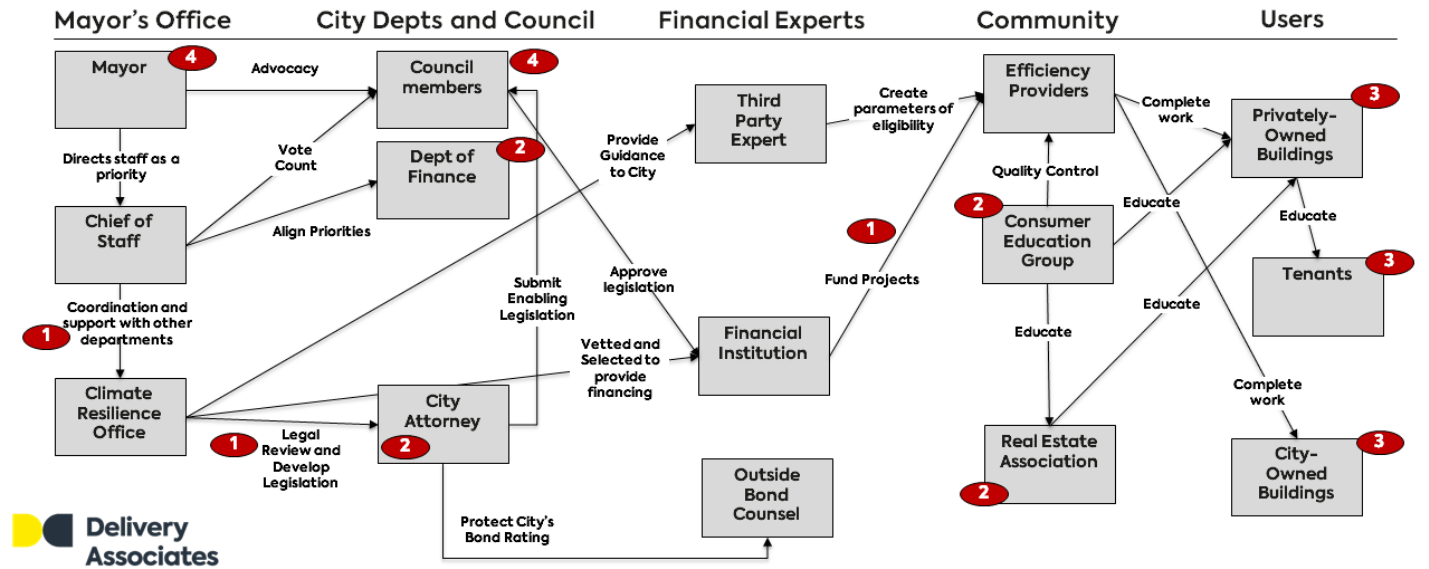 Mayor's Office
City Depts and Council
Financial Experts
Community
Users
Mayor
4
Advocacy
Council
members
4
Third
Party
Expert
Create
parameters of
eligibility
Efficiency
Providers
Complete
work
Privately-
Owned
Buildings
3
Directs staff as a
priority
Vote
Count
Dept of
Finance
2
Provide
Guidance
to City
Quality Control
Chief of
Staff
Align Priorities
1
2
Consumer
Education
Group
Educate
Educate
Tenants
3
Coordination and
support with other
departments
1
Submit
Enabling
Legislation
Approve
legislation
Fund Projects
Educate
Educate
Financial
Institution
Vetted and
Selected to
provide
financing
Climate
Resilience
Office
1
Legal
Review and
Develop
Legislation
City
Attorney
2
Complete
work
Real Estate
Association
2
City-
Owned
Buildings
3
Outside
Bond
Counsel
Protect City's
Bond Rating
Delivery
Associates